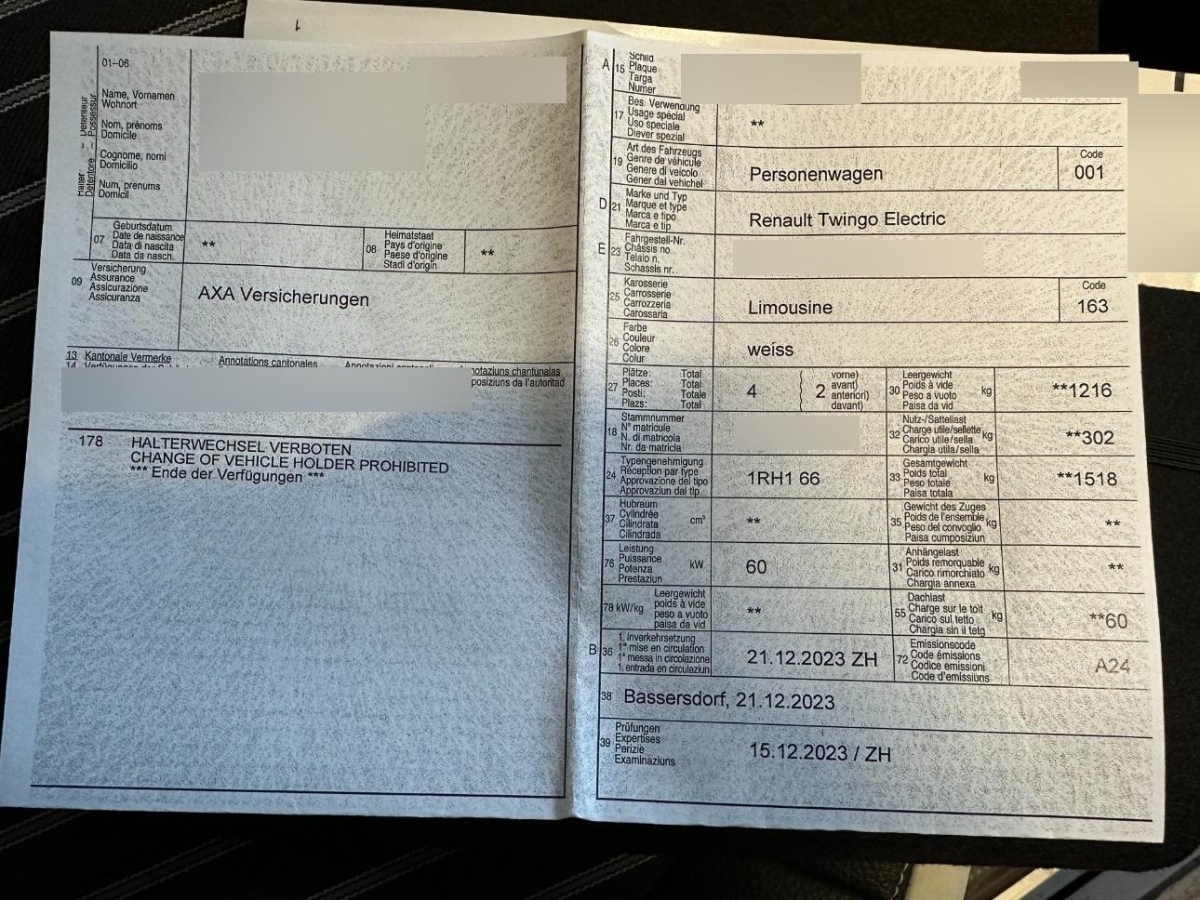 1
01-06
Name, Vornamen
Wohnort
Nom, prénoms
Domicile
Cognome, nomi
Domicilio
Num, prenums
Domicil
Halter – Détenteur
Detentore – Possessur
07
Geburtsdatum
Date de naissance
Data di nascita
Data da nasch.
**
08
Heimatstaat
Pays d'origine
Paese d'origine
Stadi d'origin
**
09
Versicherung
Assurance
Assicurazione
Assicuranza
AXA Versicherungen
13 Kantonale Vermerke
Annotations cantonales
Annotazioni
notaziuns chantunalas
14
posiziuns da l'autoritad
178 HALTERWECHSEL VERBOTEN
CHANGE OF VEHICLE HOLDER PROHIBITED
*** Ende der Verfügungen ***
A 15
Schild
Plaque
Targa
Numer
17
Bes. Verwendung
Usage spécial
Uso speciale
Diever spezial
**
19
Art des Fahrzeugs
Genre de véhicule
Genere di veicolo
Gener dal vehichel
Personenwagen
Code
001
D 21
Marke und Typ
Marque et type
Marca e tipo
Marca e tip
Renault Twingo Electric
E 23
Fahrgestell-Nr.
Châssis no
Telaio n.
Schassis nr.
25
Karosserie
Carrosserie
Carrozzeria
Carossaria
Limousine
Code
163
26
Farbe
Couleur
Colore
Colur
weiss
27
Plätze: Total
Places: Total
Posti: Totale
Plazs: Total
4
2
vorne)
avant)
anteriori)
davant)
30
Leergewicht
Poids à vide
Peso a vuoto
Paisa da vid
kg
**1216
18
Stammnummer
N° matricule
N. di matricola
Nr. da matricla
32
Nutz-/Sattellast
Charge utile/sellette
Carico utile/sella
Chargia utila/sella
kg
**302
24
Typengenehmigung
Réception par type
Approvazione del tipo
Approvaziun dal tip
1RH1 66
33
Gesamtgewicht
Poids total
Peso totale
Paisa totala
kg
**1518
37
Hubraum
Cylindrée
Cilindrata
Cilindrada
cm³
**
35
Gewicht des Zuges
Poids de l'ensemble
Peso del convoglio
Paisa cumposiziun
kg
**
76
Leistung
Puissance
Potenza
Prestaziun
kW
60
31
Anhängelast
Poids remorquable
Carico rimorchiato
Chargia annexa
kg
**
78 kW/kg
Leergewicht
poids à vide
peso a vuoto
paisa da vid
**
55
Dachlast
Charge sur le toit
Carico sul tetto
Chargia sin il tetg
kg
**60
B 36
1. Inverkehrsetzung
1re mise en circulation
1a messa in circolazione
1. entrada en circulaziun
21.12.2023 ZH
72
Emissionscode
Code émissions
Codice emissioni
Code d'emissiuns
A24
38
Bassersdorf, 21.12.2023
39
Prüfungen
Expertises
Perizie
Examinaziuns
15.12.2023 / ZH